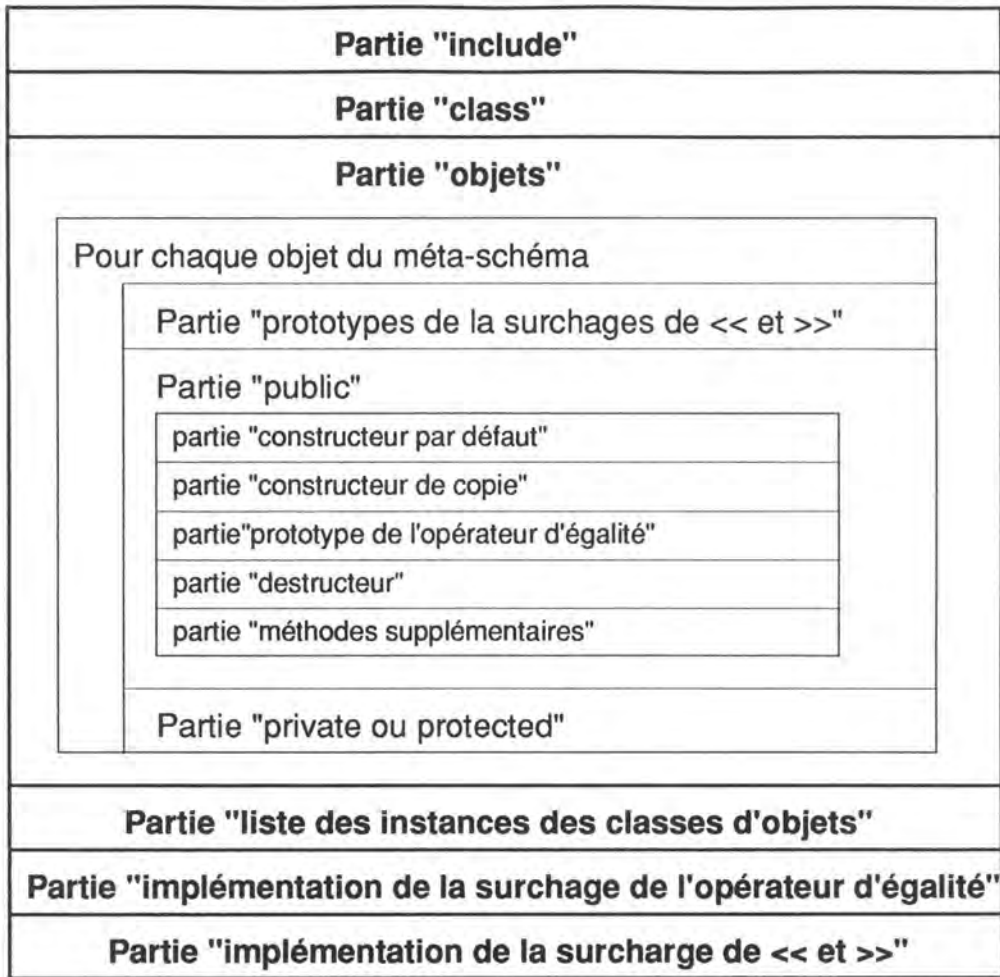 Partie "include"
Partie "class"
Partie "objets"
Pour chaque objet du méta-schéma
Partie "prototypes de la surchages de << et >>"
Partie "public"
partie "constructeur par défaut"
partie "constructeur de copie"
partie"prototype de l'opérateur d'égalité"
partie "destructeur"
partie "méthodes supplémentaires"
Partie "private ou protected"
Partie "liste des instances des classes d'objets"
Partie "implémentation de la surchage de l'opérateur d'égalité"
Partie "implémentation de la surcharge de << et >>"